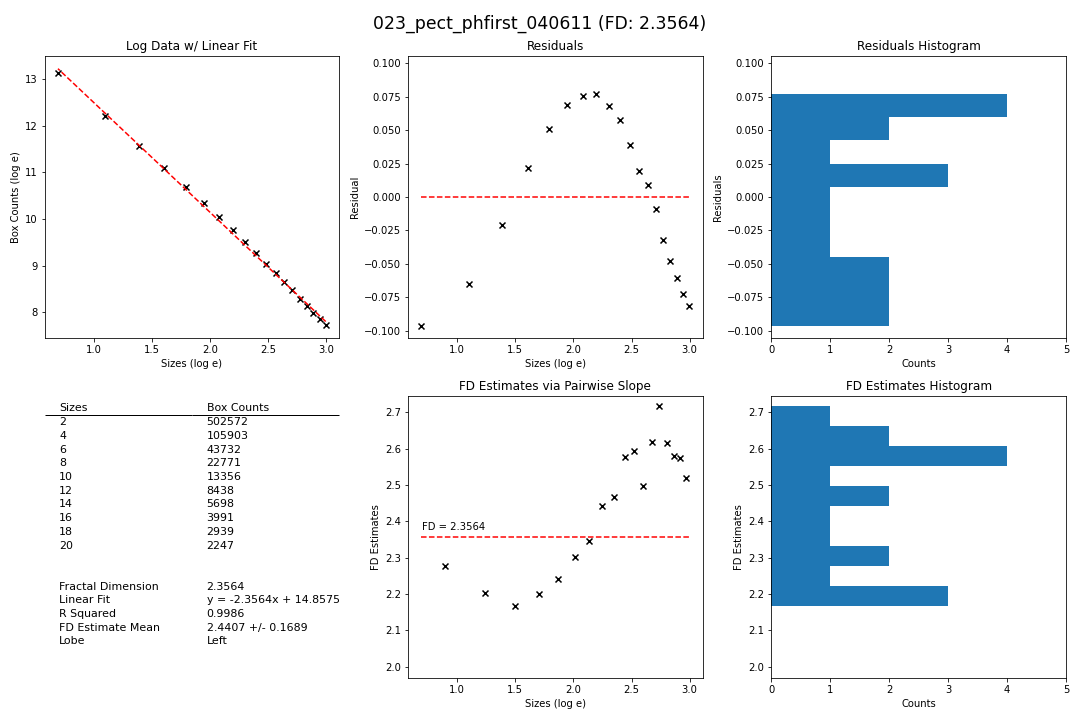 023_pect_phfirst_040611 (FD: 2.3564)
Log Data w/ Linear Fit
Box Counts (log e)
13
12
11
10
9
8
1.0 1.5 2.0 2.5 3.0
Sizes (log e)
Residuals
Residual
0.100
0.075
0.050
0.025
0.000
−0.025
−0.050
−0.075
−0.100
1.0 1.5 2.0 2.5 3.0
Sizes (log e)
Residuals Histogram
Residuals
0.100
0.075
0.050
0.025
0.000
−0.025
−0.050
−0.075
−0.100
0 1 2 3 4 5
Counts
Sizes Box Counts
2 502572
4 105903
6 43732
8 22771
10 13356
12 8438
14 5698
16 3991
18 2939
20 2247
Fractal Dimension 2.3564
Linear Fit y = -2.3564x + 14.8575
R Squared 0.9986
FD Estimate Mean 2.4407 +/- 0.1689
Lobe Left
FD Estimates via Pairwise Slope
FD Estimates
2.7
2.6
2.5
2.4
2.3
2.2
2.1
2.0
FD = 2.3564
1.0 1.5 2.0 2.5 3.0
Sizes (log e)
FD Estimates Histogram
FD Estimates
2.7
2.6
2.5
2.4
2.3
2.2
2.1
2.0
0 1 2 3 4 5
Counts